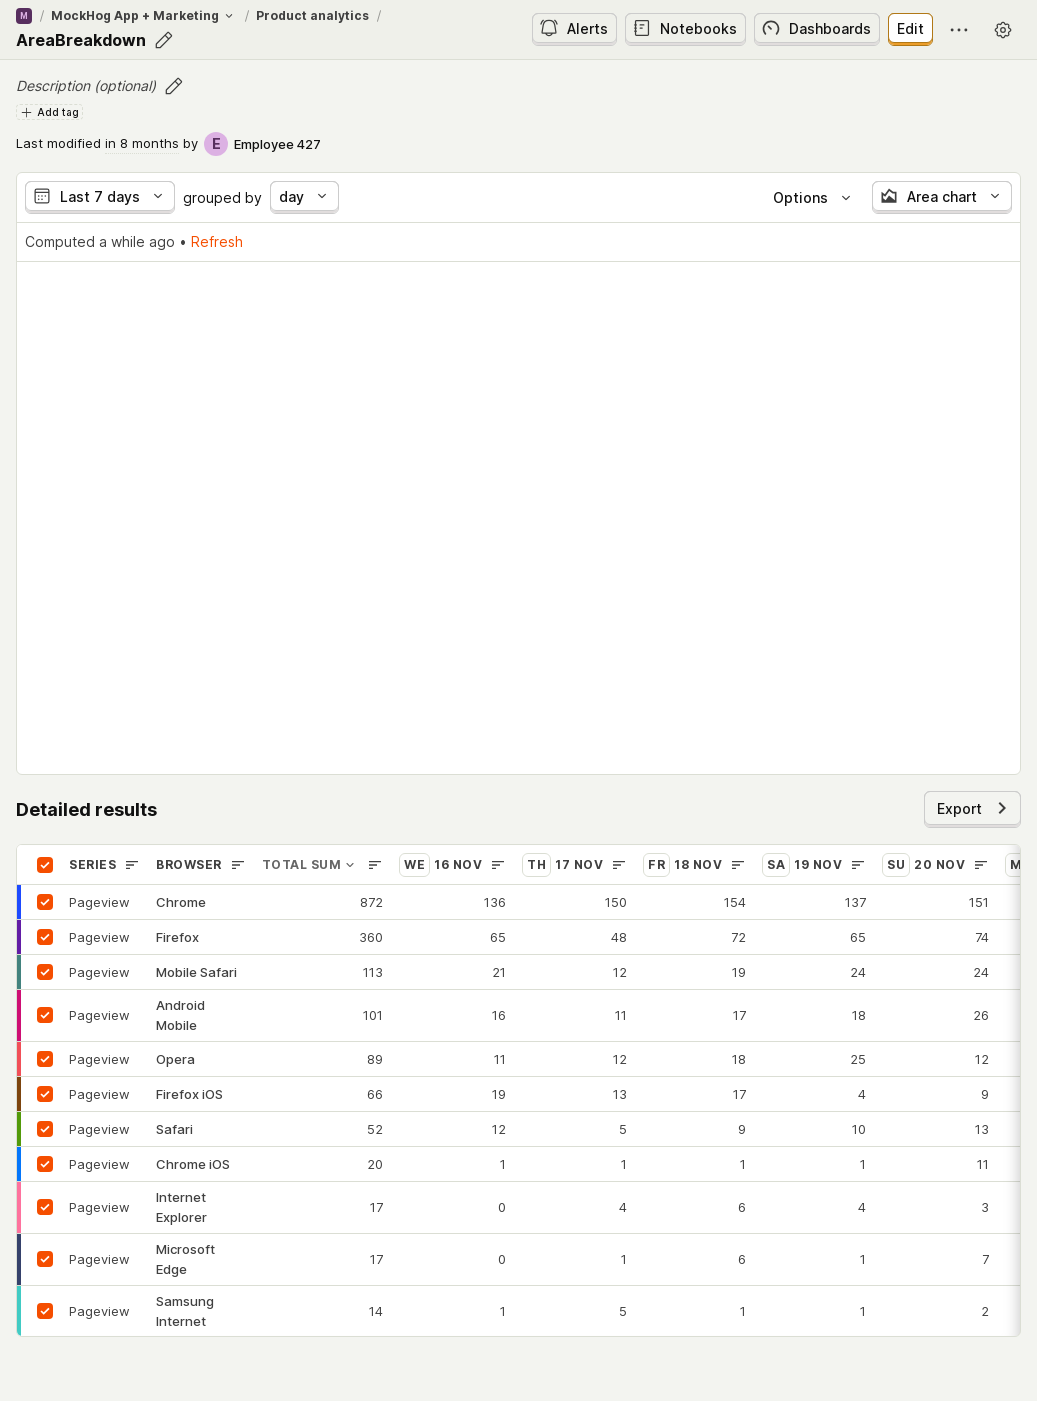 M / MockHog App + Marketing / Product analytics /
AreaBreakdown
Alerts
Notebooks
Dashboards
Edit
Description (optional)
Add tag
Last modified in 8 months by E Employee 427
Last 7 days grouped by day Options Area chart
Computed a while ago • Refresh
Detailed results
Export
SERIES BROWSER TOTAL SUM WE 16 NOV TH 17 NOV FR 18 NOV SA 19 NOV SU 20 NOV M
Pageview Chrome 872 136 150 154 137 151
Pageview Firefox 360 65 48 72 65 74
Pageview Mobile Safari 113 21 12 19 24 24
Pageview Android Mobile 101 16 11 17 18 26
Pageview Opera 89 11 12 18 25 12
Pageview Firefox iOS 66 19 13 17 4 9
Pageview Safari 52 12 5 9 10 13
Pageview Chrome iOS 20 1 1 1 1 11
Pageview Internet Explorer 17 0 4 6 4 3
Pageview Microsoft Edge 17 0 1 6 1 7
Pageview Samsung Internet 14 1 5 1 1 2